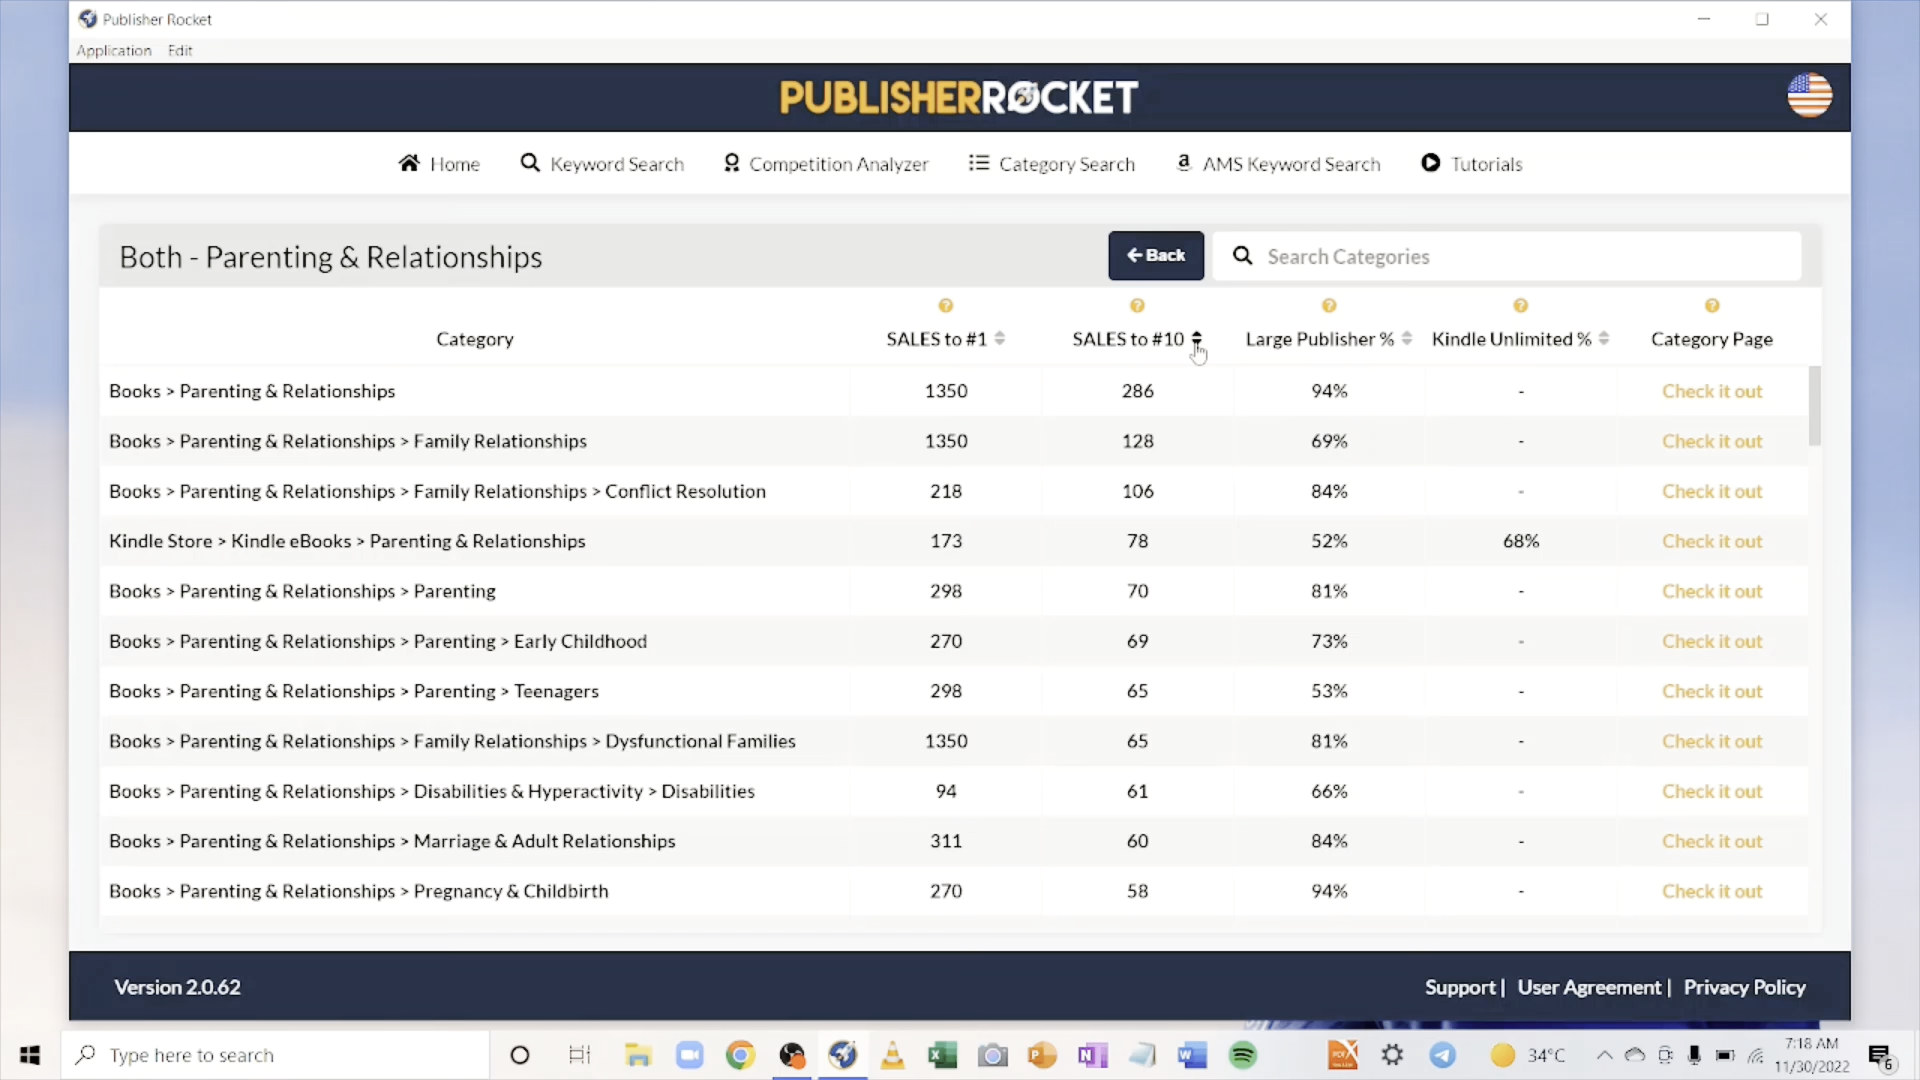 Publisher Rocket
Application Edit
PUBLISHERROCKET
Home Keyword Search Competition Analyzer Category Search AMS Keyword Search Tutorials
Both - Parenting & Relationships
Back
Search Categories
Category SALES to #1 SALES to #10 Large Publisher % Kindle Unlimited % Category Page
Books > Parenting & Relationships 1350 286 94% - Check it out
Books > Parenting & Relationships > Family Relationships 1350 128 69% - Check it out
Books > Parenting & Relationships > Family Relationships > Conflict Resolution 218 106 84% - Check it out
Kindle Store > Kindle eBooks > Parenting & Relationships 173 78 52% 68% Check it out
Books > Parenting & Relationships > Parenting 298 70 81% - Check it out
Books > Parenting & Relationships > Parenting > Early Childhood 270 69 73% - Check it out
Books > Parenting & Relationships > Parenting > Teenagers 298 65 53% - Check it out
Books > Parenting & Relationships > Family Relationships > Dysfunctional Families 1350 65 81% - Check it out
Books > Parenting & Relationships > Disabilities & Hyperactivity > Disabilities 94 61 66% - Check it out
Books > Parenting & Relationships > Marriage & Adult Relationships 311 60 84% - Check it out
Books > Parenting & Relationships > Pregnancy & Childbirth 270 58 94% - Check it out
Version 2.0.62
Support | User Agreement | Privacy Policy
Type here to search
34°C
7:18 AM
11/30/2022
6